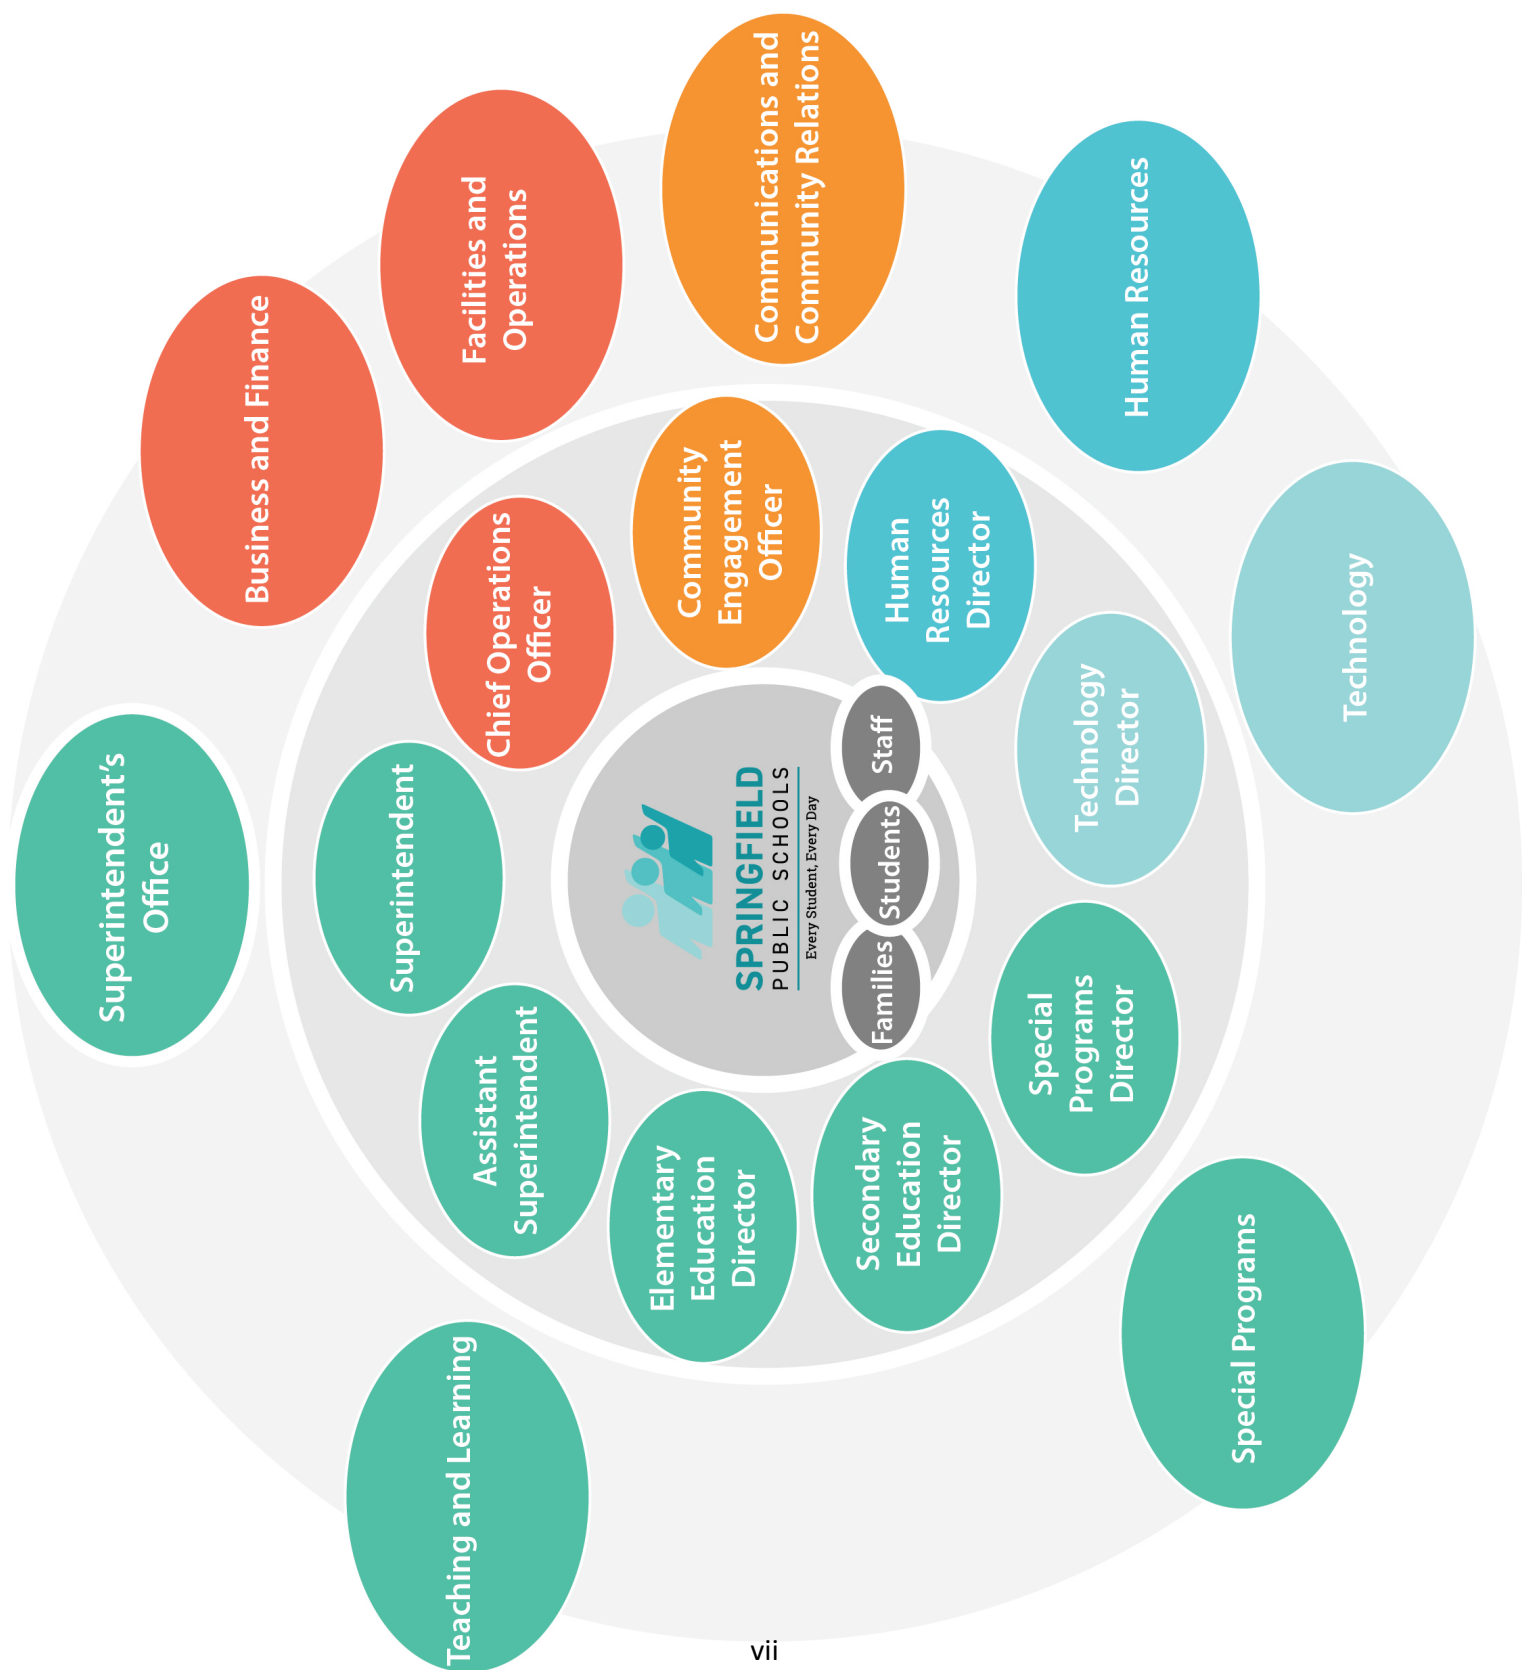 Superintendent's
Office
Business and Finance
Facilities and
Operations
Communications and
Community Relations
Human Resources
Technology
Special Programs
Teaching and Learning
Superintendent
Chief Operations
Officer
Community
Engagement
Officer
Human
Resources
Director
Technology
Director
Special
Programs
Director
Secondary
Education
Director
Elementary
Education
Director
Assistant
Superintendent
SPRINGFIELD
PUBLIC SCHOOLS
Every Student, Every Day
Families
Students
Staff
vii